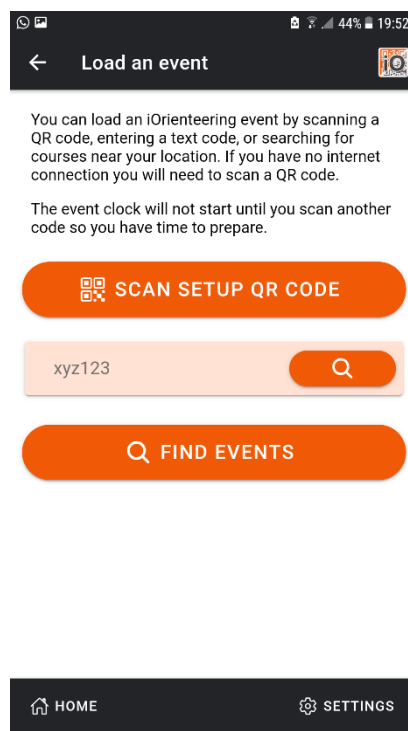 44% 19:52
Load an event
iO
You can load an iOrienteering event by scanning a
QR code, entering a text code, or searching for
courses near your location. If you have no internet
connection you will need to scan a QR code.
The event clock will not start until you scan another
code so you have time to prepare.
SCAN SETUP QR CODE
xyz123
FIND EVENTS
HOME SETTINGS